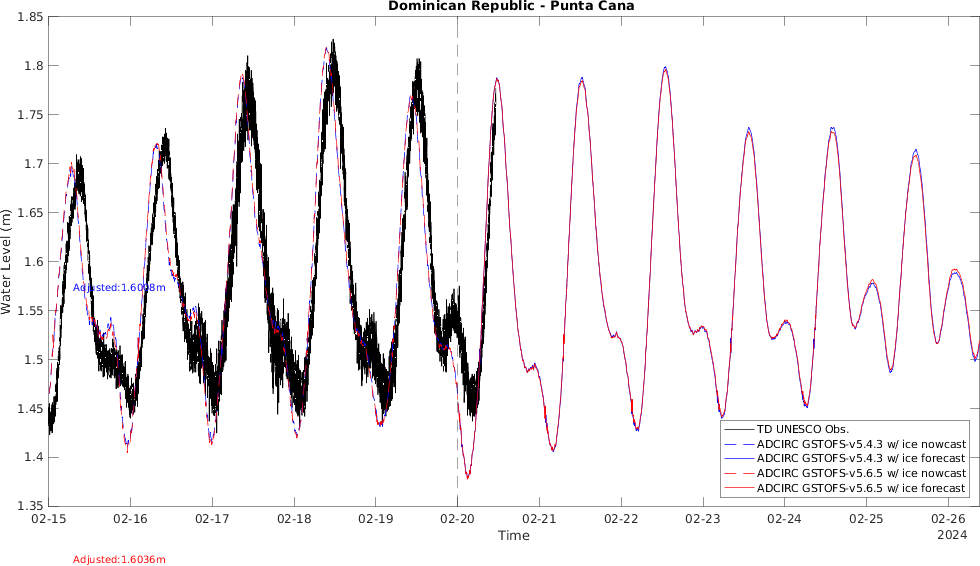 Dominican Republic - Punta Cana
1.85
1.8
1.75
1.7
1.65
1.6
1.55
1.5
1.45
1.4
1.35
Water Level (m)
Adjusted:1.6098m
TD UNESCO Obs.
ADCIRC GSTOFS-v5.4.3 w/ ice nowcast
ADCIRC GSTOFS-v5.4.3 w/ ice forecast
ADCIRC GSTOFS-v5.6.5 w/ ice nowcast
ADCIRC GSTOFS-v5.6.5 w/ ice forecast
02-15 02-16 02-17 02-18 02-19 02-20 02-21 02-22 02-23 02-24 02-25 02-26
Time
2024
Adjusted:1.6036m